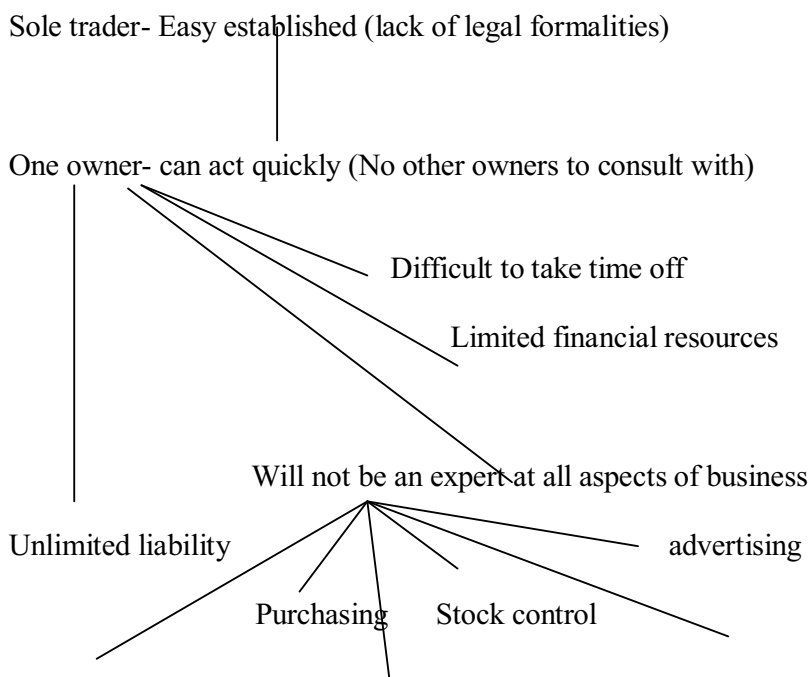 Sole trader- Easy established (lack of legal formalities)
One owner- can act quickly (No other owners to consult with)
Difficult to take time off
Limited financial resources
Will not be an expert at all aspects of business
Unlimited liability
advertising
Purchasing
Stock control